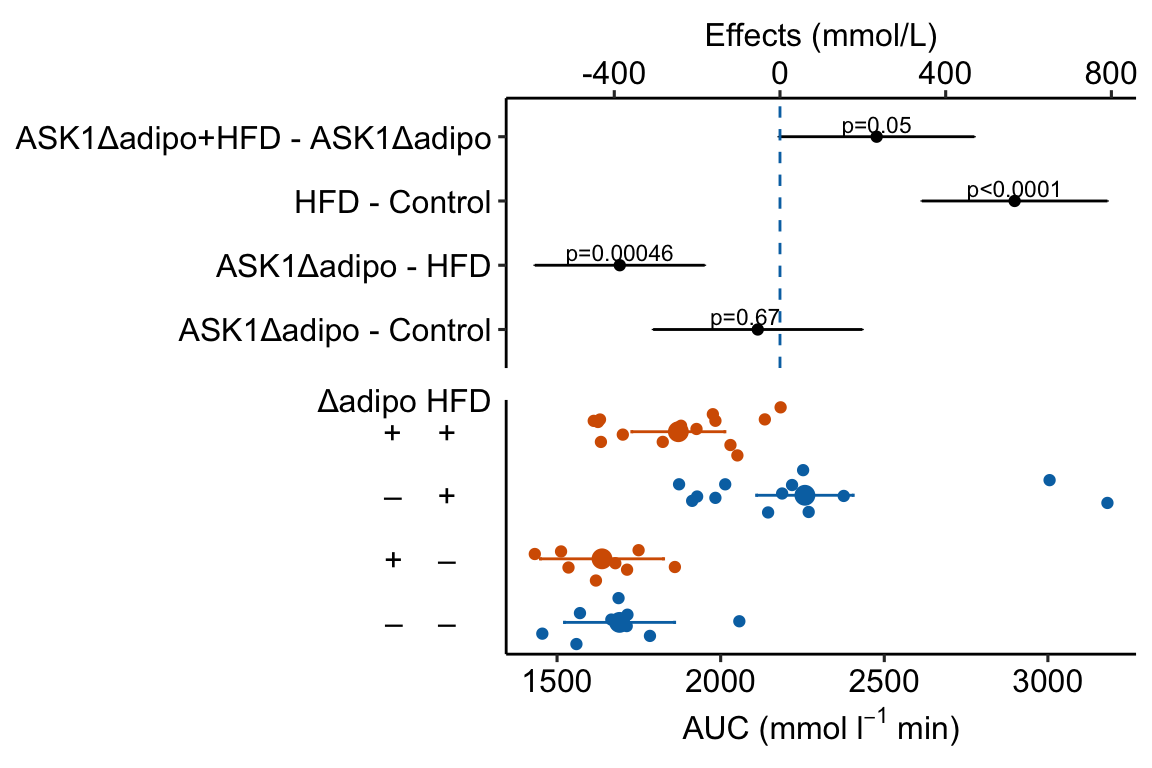 Effects (mmol/L)
-400 0 400 800
ASK1Δadipo+HFD - ASK1Δadipo
p=0.05
HFD - Control
p<0.0001
ASK1Δadipo - HFD
p=0.00046
ASK1Δadipo - Control
p=0.67
Δadipo HFD
+ +
– +
+ –
– –
1500 2000 2500 3000
AUC (mmol l⁻¹ min)